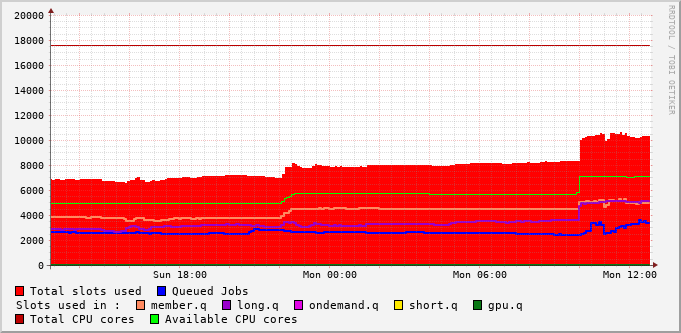 20000
18000
16000
14000
12000
10000
8000
6000
4000
2000
0
Sun 18:00 Mon 00:00 Mon 06:00 Mon 12:00
Total slots used Queued Jobs
Slots used in : member.q long.q ondemand.q short.q gpu.q
Total CPU cores Available CPU cores
RRDTOOL / TOBI OETIKER